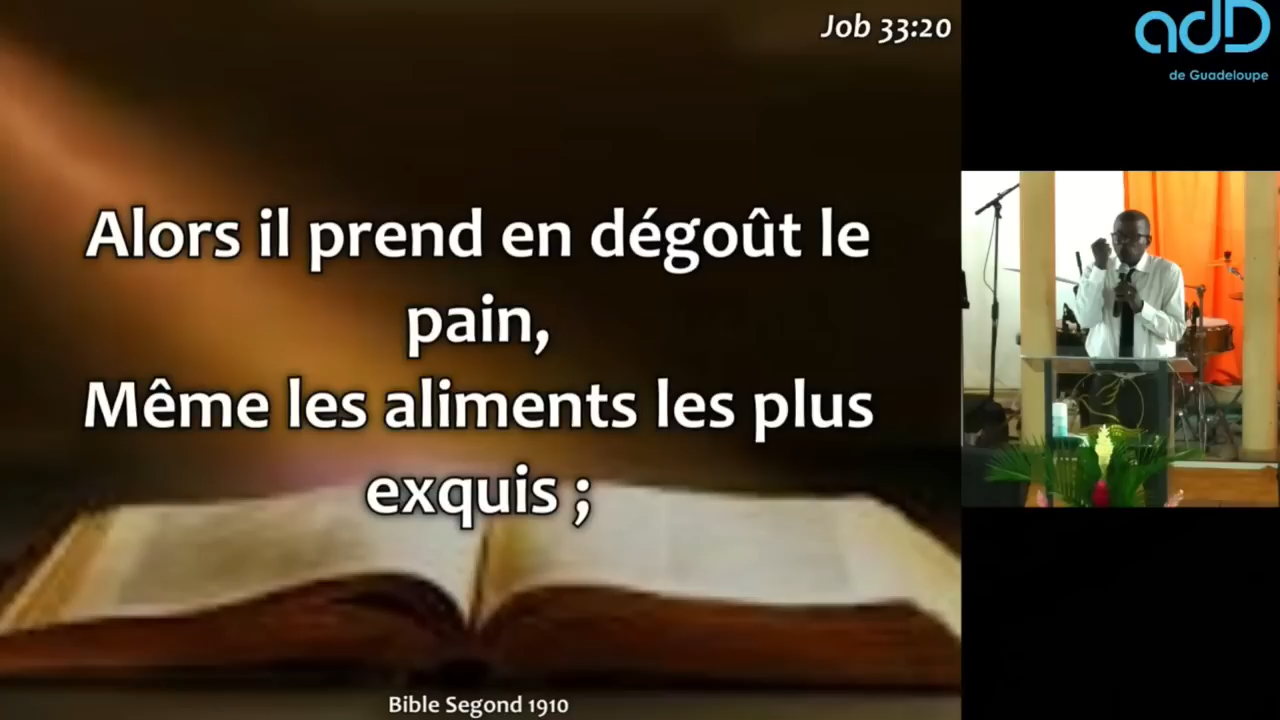 Job 33:20
adD
de Guadeloupe
Alors il prend en dégoût le
pain,
Même les aliments les plus
exquis ;
Bible Segond 1910